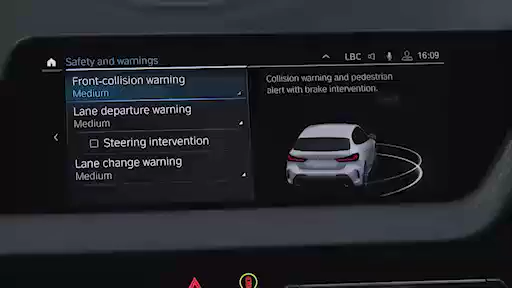 Safety and warnings
LBC
16:09
Front-collision warning
Medium
Collision warning and pedestrian
alert with brake intervention.
Lane departure warning
Medium
Steering intervention
Lane change warning
Medium